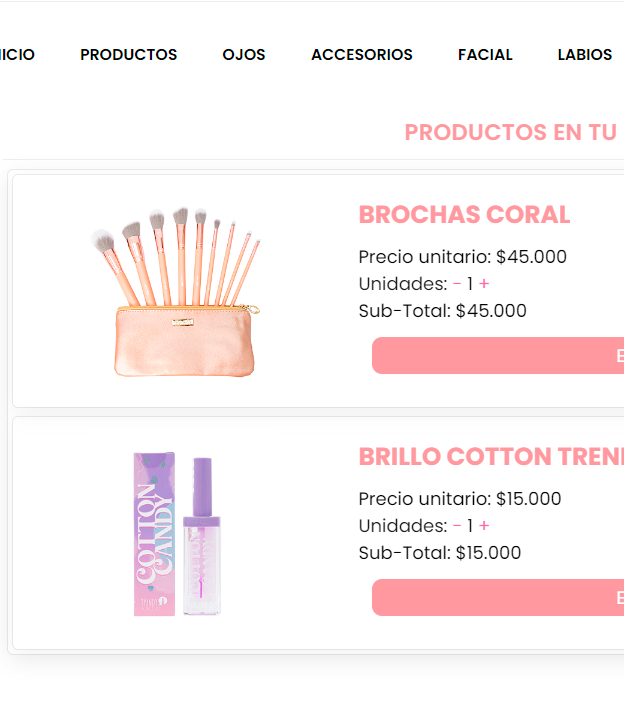 ICIO PRODUCTOS OJOS ACCESORIOS FACIAL LABIOS
PRODUCTOS EN TU
BROCHAS CORAL
Precio unitario: $45.000
Unidades: - 1 +
Sub-Total: $45.000
E
BRILLO COTTON TREN
Precio unitario: $15.000
Unidades: - 1 +
Sub-Total: $15.000
E
COTTON
CANDY
TRENDY